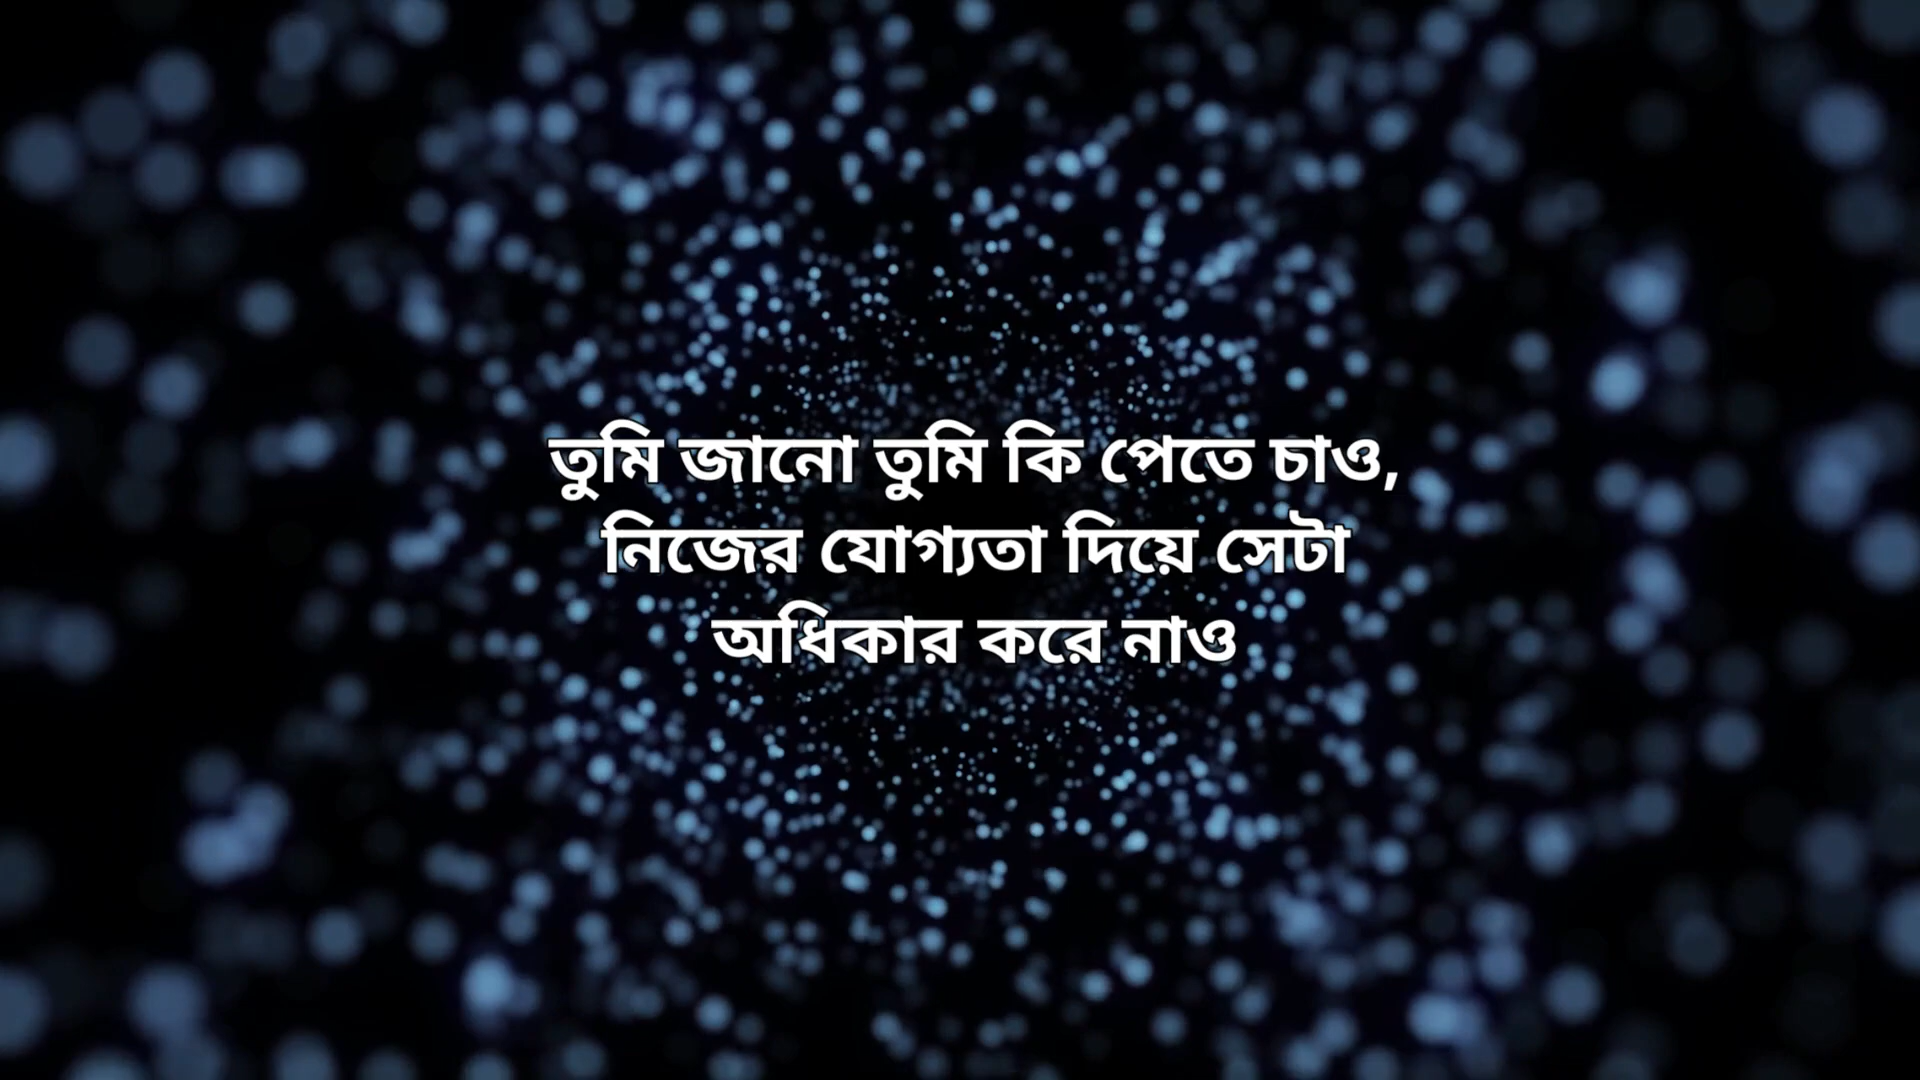 তুমি জানো তুমি কি পেতে চাও,
নিজের যোগ্যতা দিয়ে সেটা
অধিকার করে নাও